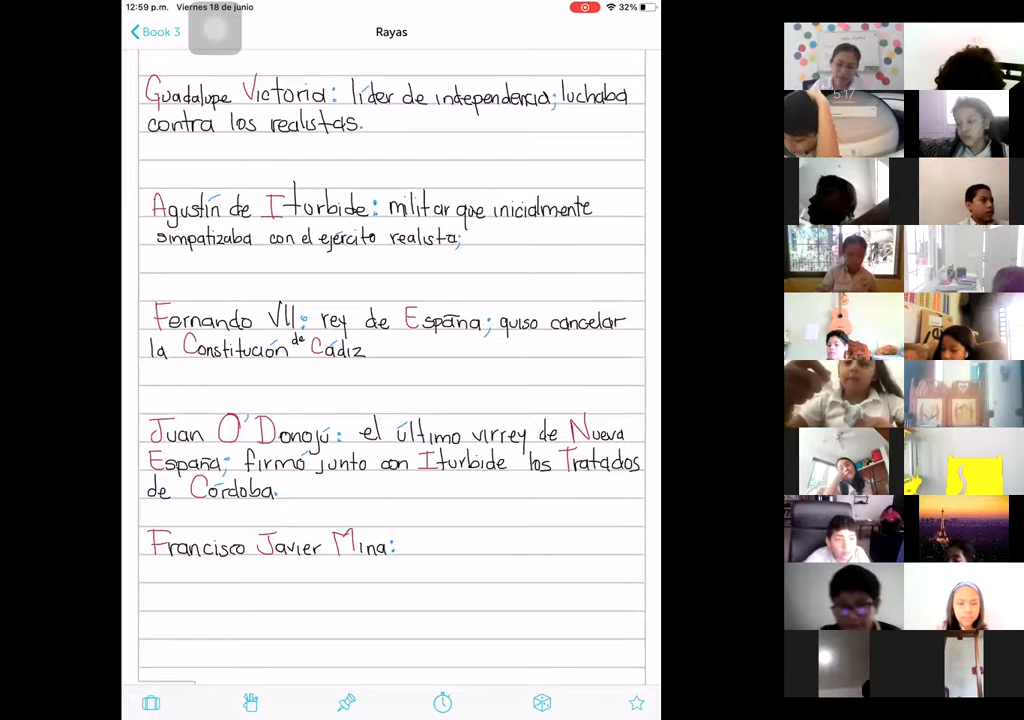 12:59 p.m. Viernes 18 de junio
32%
Book 3
Rayas
Guadalupe Victoria: líder de independencia; luchaba
contra los realistas.
Agustín de Iturbide: militar que inicialmente
simpatizaba con el ejército realista;
Fernando VII: rey de España; quiso cancelar
la Constitución de Cádiz
Juan O'Donojú: el último virrey de Nueva
España; firmó junto con Iturbide los Tratados
de Córdoba.
Francisco Javier Mina:
5:17